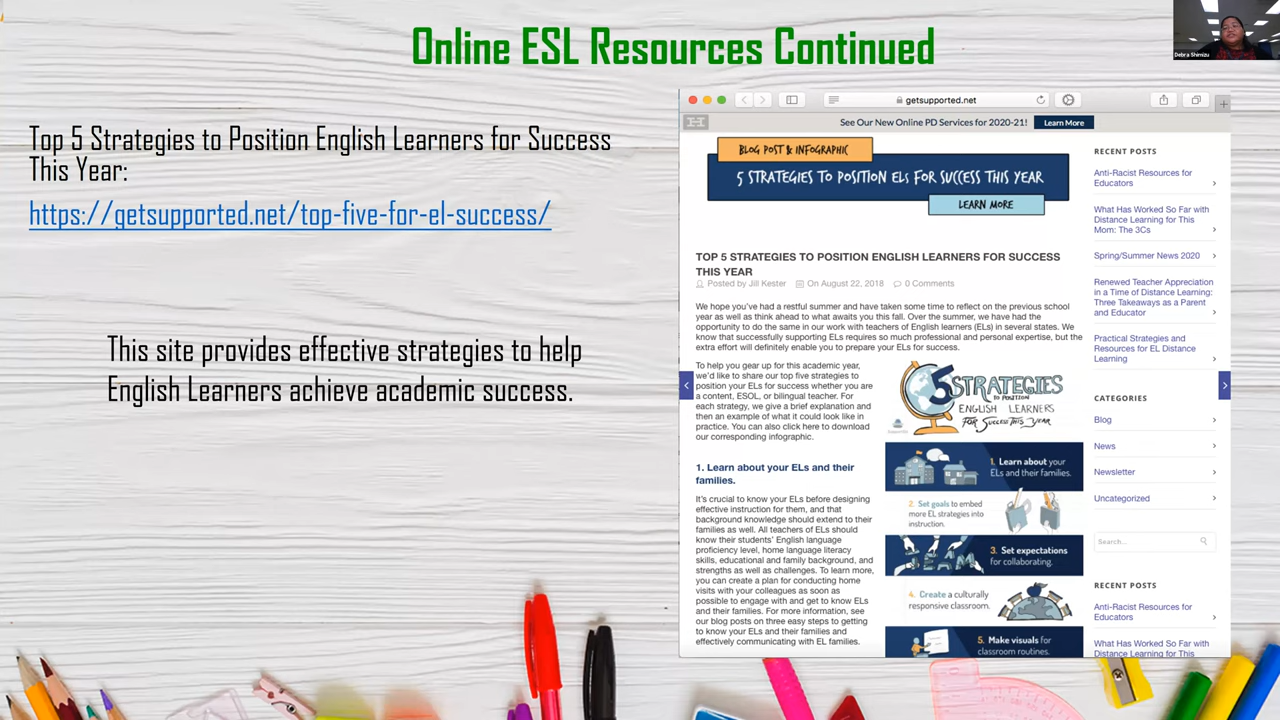 Online ESL Resources Continued
Debra Shimizu
Top 5 Strategies to Position English Learners for Success
This Year:
https://getsupported.net/top-five-for-el-success/
This site provides effective strategies to help
English Learners achieve academic success.
getsupported.net
See Our New Online PD Services for 2020-21! Learn More
BLOG POST & INFOGRAPHIC
5 STRATEGIES TO POSITION ELs FOR SUCCESS THIS YEAR
LEARN MORE
TOP 5 STRATEGIES TO POSITION ENGLISH LEARNERS FOR SUCCESS
THIS YEAR
Posted by Jill Kester On August 22, 2018 0 Comments
We hope you've had a restful summer and have taken some time to reflect on the previous school
year as well as think ahead to what awaits you this fall. Over the summer, we have had the
opportunity to do the same in our work with teachers of English learners (ELs) in several states. We
know that successfully supporting ELs requires so much professional and personal expertise, but the
extra effort will definitely enable you to prepare your ELs for success.
To help you gear up for this academic year,
we'd like to share our top five strategies to
position your ELs for success whether you are
a content, ESOL, or bilingual teacher. For
each strategy, we give a brief explanation and
then an example of what it could look like in
practice. You can also click here to download
our corresponding infographic.
1. Learn about your ELs and their
families.
It's crucial to know your ELs before designing
effective instruction for them, and that
background knowledge should extend to their
families as well. All teachers of ELs should
know their students' English language
proficiency level, home language literacy
skills, educational and family background, and
strengths as well as challenges. To learn more,
you can create a plan for conducting home
visits with your colleagues as soon as
possible to engage with and get to know ELs
and their families. For more information, see
our blog posts on three easy steps to getting
to know your ELs and their families and
effectively communicating with EL families.
5 STRATEGIES
TO POSITION
ENGLISH LEARNERS
FOR SUCCESS THIS YEAR
1. Learn about your
ELs and their families.
2. Set goals to embed
more EL strategies into
instruction.
TEAM
3. Set expectations
for collaborating.
4. Create a culturally
responsive classroom.
5. Make visuals for
classroom routines.
RECENT POSTS
Anti-Racist Resources for
Educators
What Has Worked So Far with
Distance Learning for This
Mom: The 3Cs
Spring/Summer News 2020
Renewed Teacher Appreciation
in a Time of Distance Learning:
Three Takeaways as a Parent
and Educator
Practical Strategies and
Resources for EL Distance
Learning
CATEGORIES
Blog
News
Newsletter
Uncategorized
Search...
RECENT POSTS
Anti-Racist Resources for
Educators
What Has Worked So Far with
Distance Learning for This